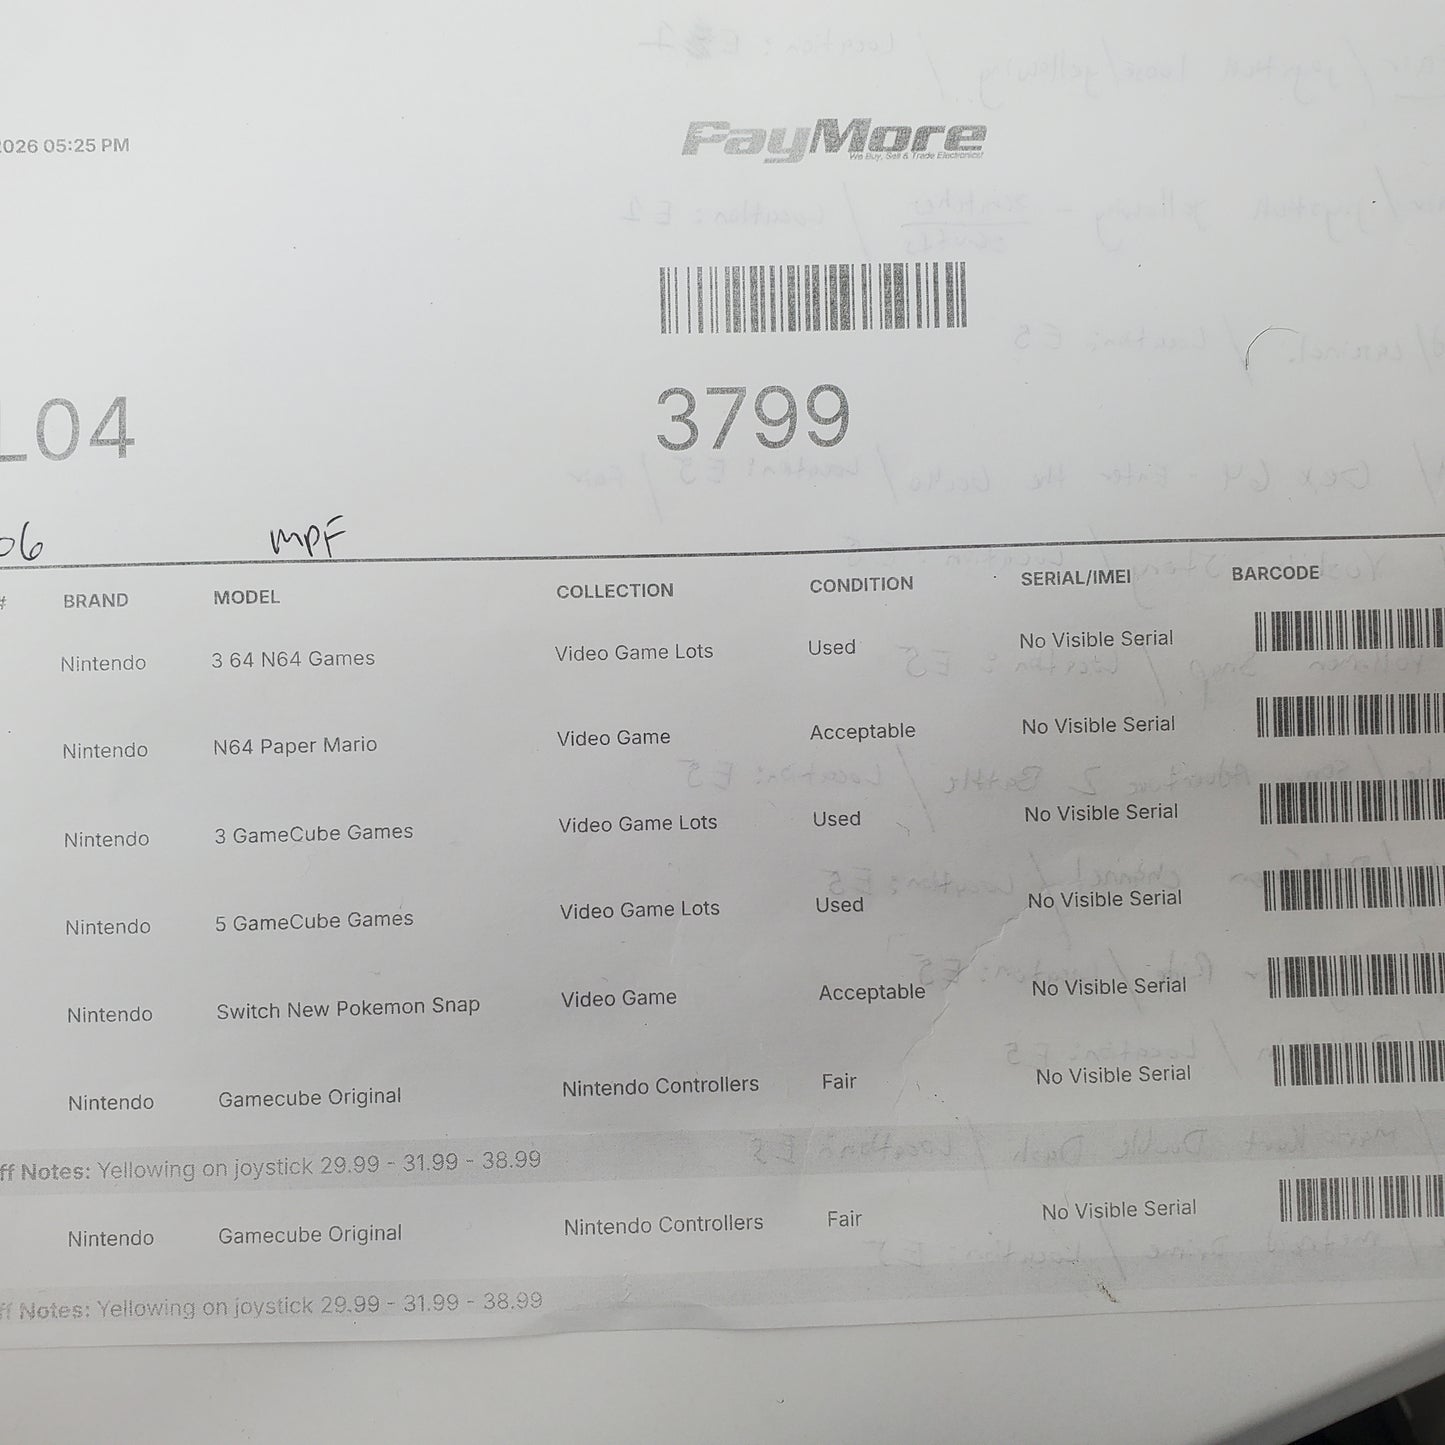 2026 05:25 PM
PayMore
We Buy, Sell & Trade Electronics!
L04 3799
06 MPF
# BRAND MODEL COLLECTION CONDITION SERIAL/IMEI BARCODE
Nintendo 3 64 N64 Games Video Game Lots Used No Visible Serial
Nintendo N64 Paper Mario Video Game Acceptable No Visible Serial
Nintendo 3 GameCube Games Video Game Lots Used No Visible Serial
Nintendo 5 GameCube Games Video Game Lots Used No Visible Serial
Nintendo Switch New Pokemon Snap Video Game Acceptable No Visible Serial
Nintendo Gamecube Original Nintendo Controllers Fair No Visible Serial
ff Notes: Yellowing on joystick 29.99 - 31.99 - 38.99
Nintendo Gamecube Original Nintendo Controllers Fair No Visible Serial
ff Notes: Yellowing on joystick 29.99 - 31.99 - 38.99